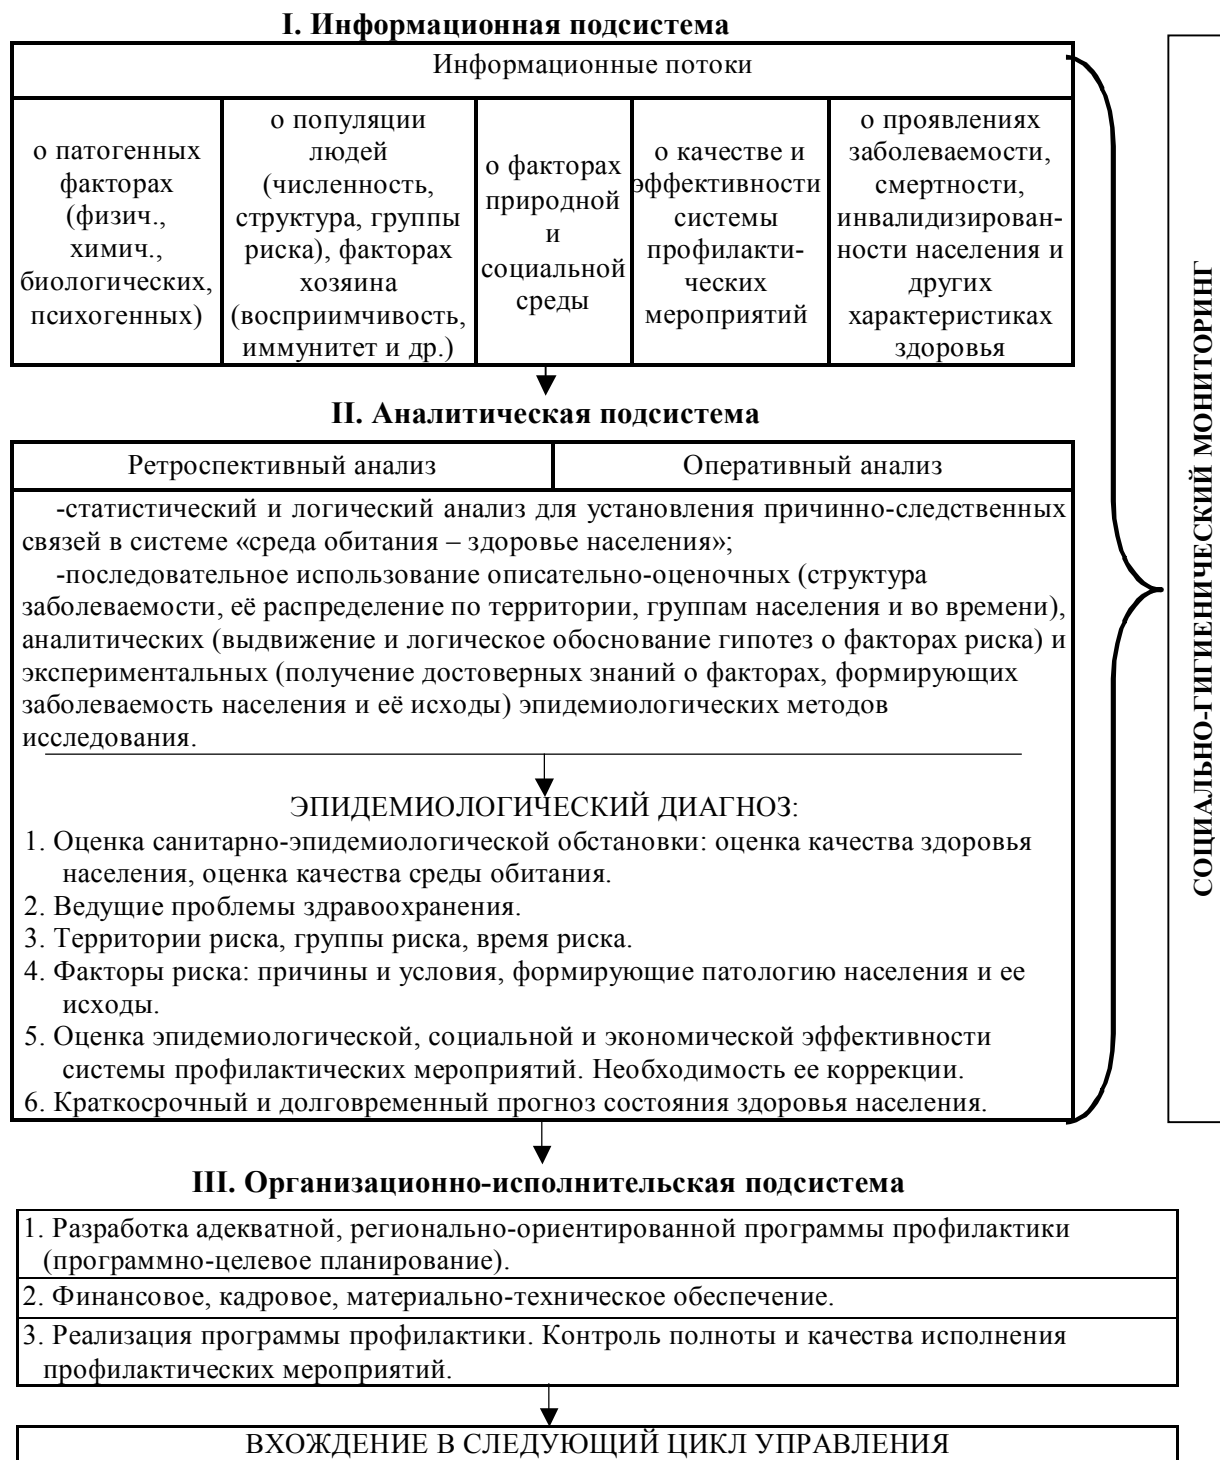 I. Информационная подсистема
Информационные потоки
о патогенных
факторах
(физич.,
химич.,
биологических,
психогенных)
о популяции
людей
(численность,
структура, группы
риска), факторах
хозяина
(восприимчивость,
иммунитет и др.)
о факторах
природной
и
социальной
среды
о качестве и
эффективности
системы
профилакти-
ческих
мероприятий
о проявлениях
заболеваемости,
смертности,
инвалидизирован-
ности населения и
других
характеристиках
здоровья
II. Аналитическая подсистема
Ретроспективный анализ
Оперативный анализ
-статистический и логический анализ для установления причинно-следственных
связей в системе «среда обитания – здоровье населения»;
-последовательное использование описательно-оценочных (структура
заболеваемости, её распределение по территории, группам населения и во времени),
аналитических (выдвижение и логическое обоснование гипотез о факторах риска) и
экспериментальных (получение достоверных знаний о факторах, формирующих
заболеваемость населения и её исходы) эпидемиологических методов
исследования.
ЭПИДЕМИОЛОГИЧЕСКИЙ ДИАГНОЗ:
1. Оценка санитарно-эпидемиологической обстановки: оценка качества здоровья
населения, оценка качества среды обитания.
2. Ведущие проблемы здравоохранения.
3. Территории риска, группы риска, время риска.
4. Факторы риска: причины и условия, формирующие патологию населения и ее
исходы.
5. Оценка эпидемиологической, социальной и экономической эффективности
системы профилактических мероприятий. Необходимость ее коррекции.
6. Краткосрочный и долговременный прогноз состояния здоровья населения.
СОЦИАЛЬНО-ГИГИЕНИЧЕСКИЙ МОНИТОРИНГ
III. Организационно-исполнительская подсистема
1. Разработка адекватной, регионально-ориентированной программы профилактики
(программно-целевое планирование).
2. Финансовое, кадровое, материально-техническое обеспечение.
3. Реализация программы профилактики. Контроль полноты и качества исполнения
профилактических мероприятий.
ВХОЖДЕНИЕ В СЛЕДУЮЩИЙ ЦИКЛ УПРАВЛЕНИЯ